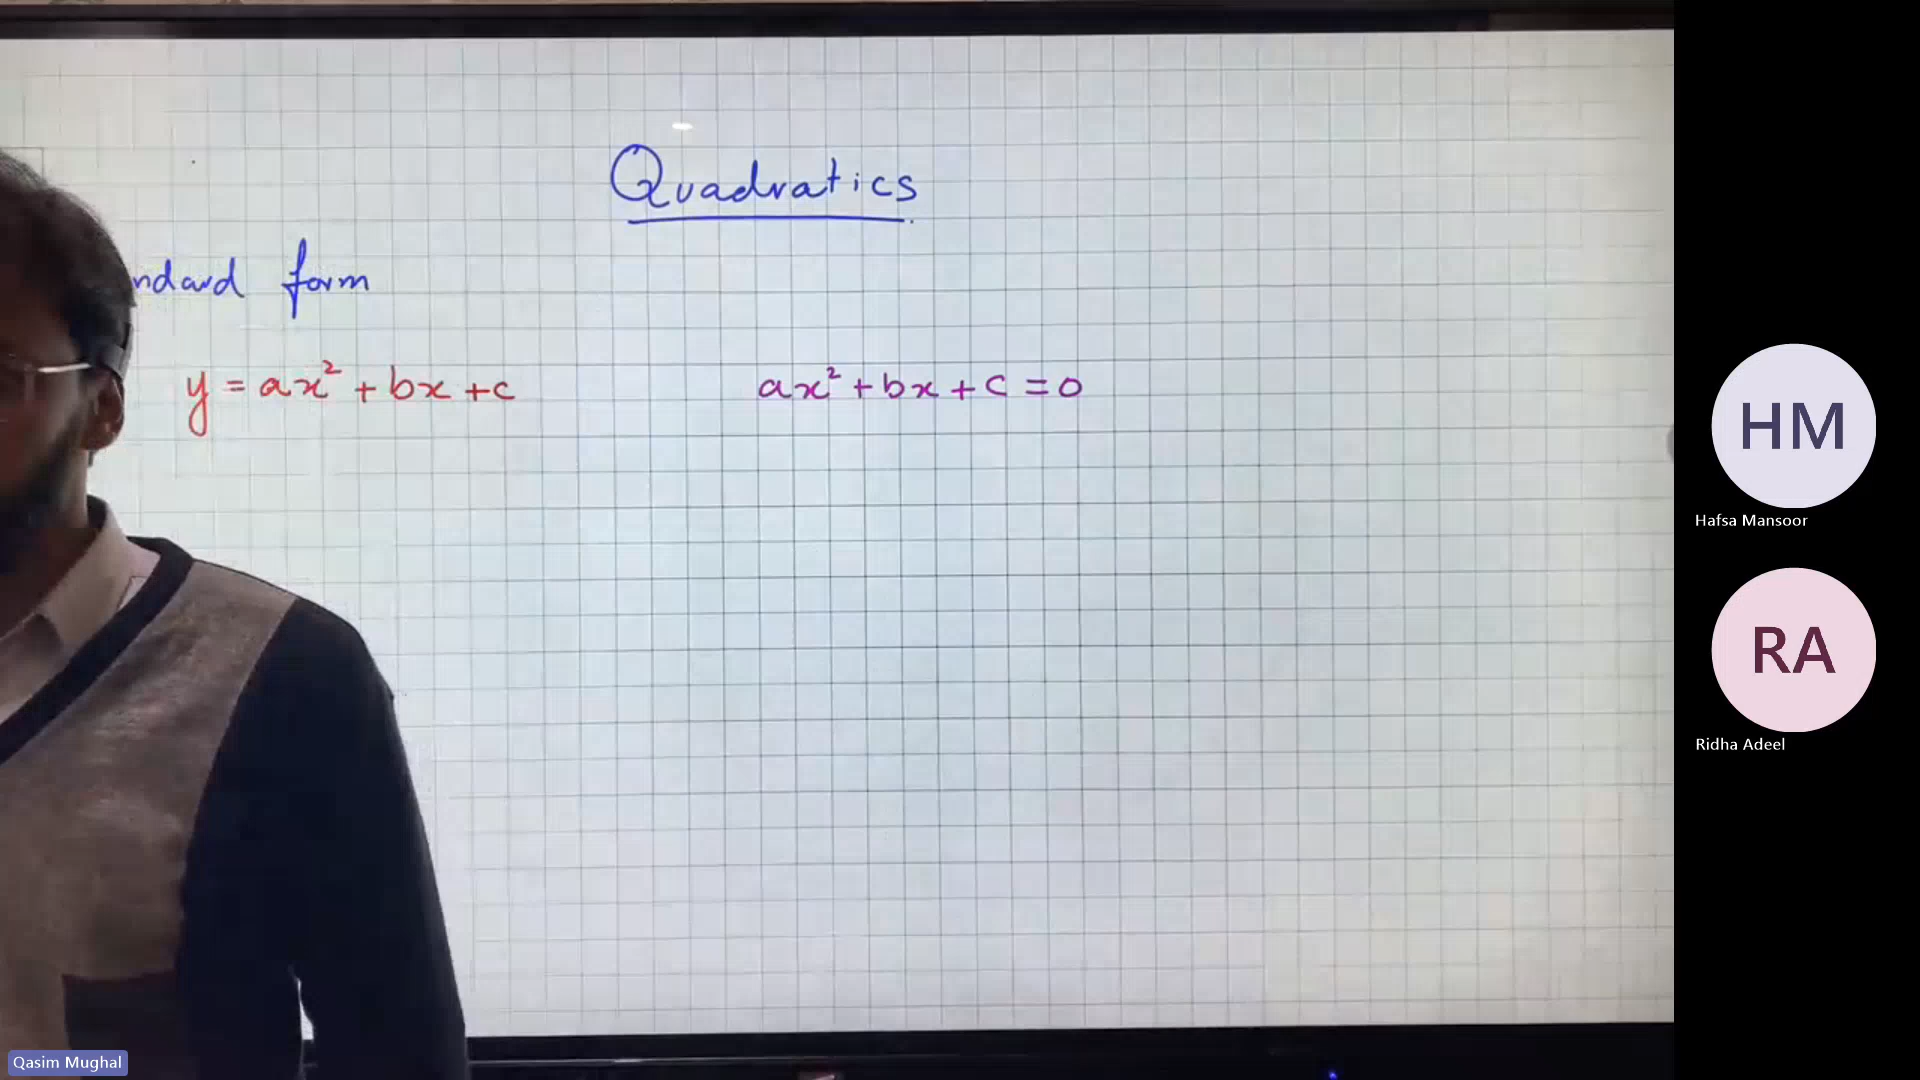 Quadratics
ndard form
y = ax² + bx + c
ax² + bx + c = 0
HM
Hafsa Mansoor
RA
Ridha Adeel
Qasim Mughal